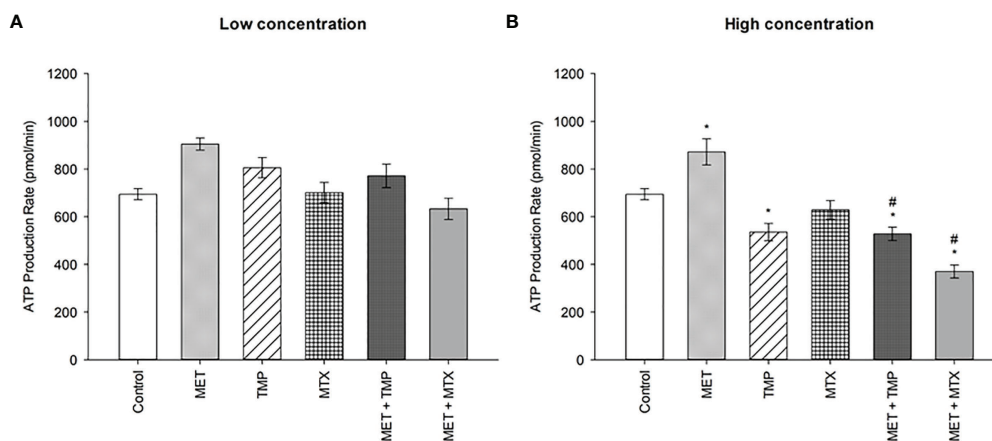 A
Low concentration
ATP Production Rate (pmol/min)
1200
1000
800
600
400
200
0
Control
MET
TMP
MTX
MET + TMP
MET + MTX
B
High concentration
ATP Production Rate (pmol/min)
1200
1000
800
600
400
200
0
*
*
#
*
#
*
Control
MET
TMP
MTX
MET + TMP
MET + MTX